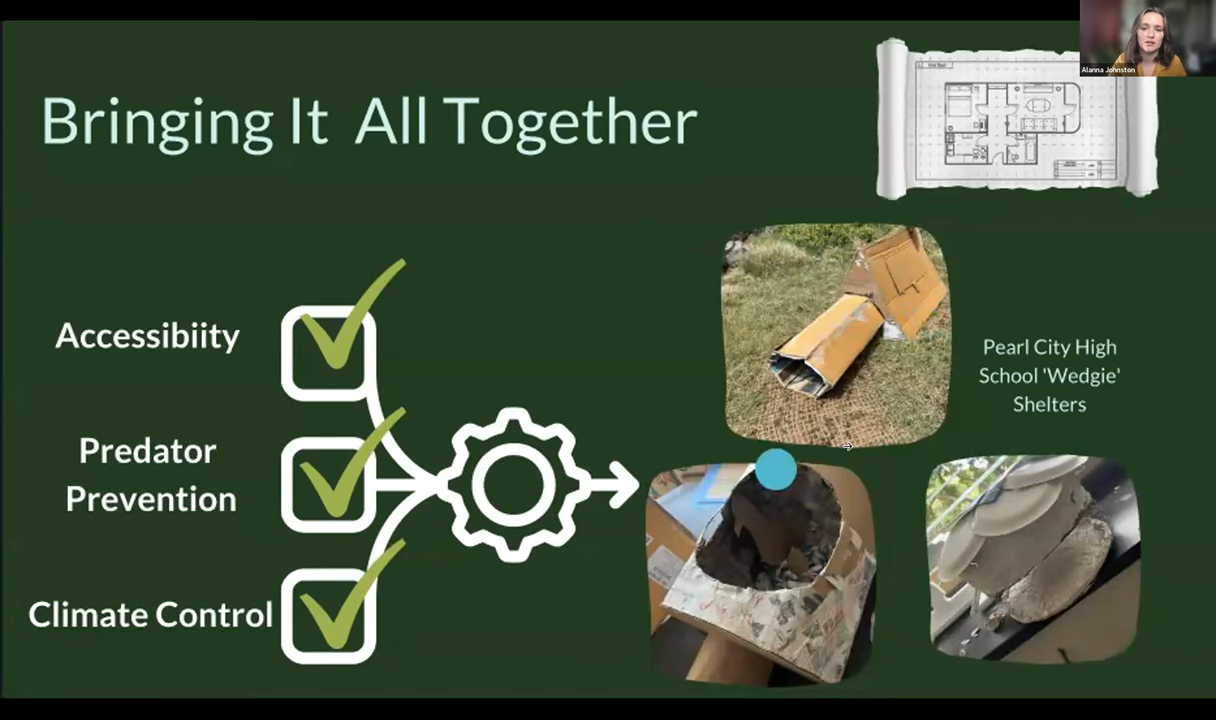 Alanna Johnston
Bringing It All Together
Accessibiity
Predator
Prevention
Climate Control
Pearl City High
School 'Wedgie'
Shelters